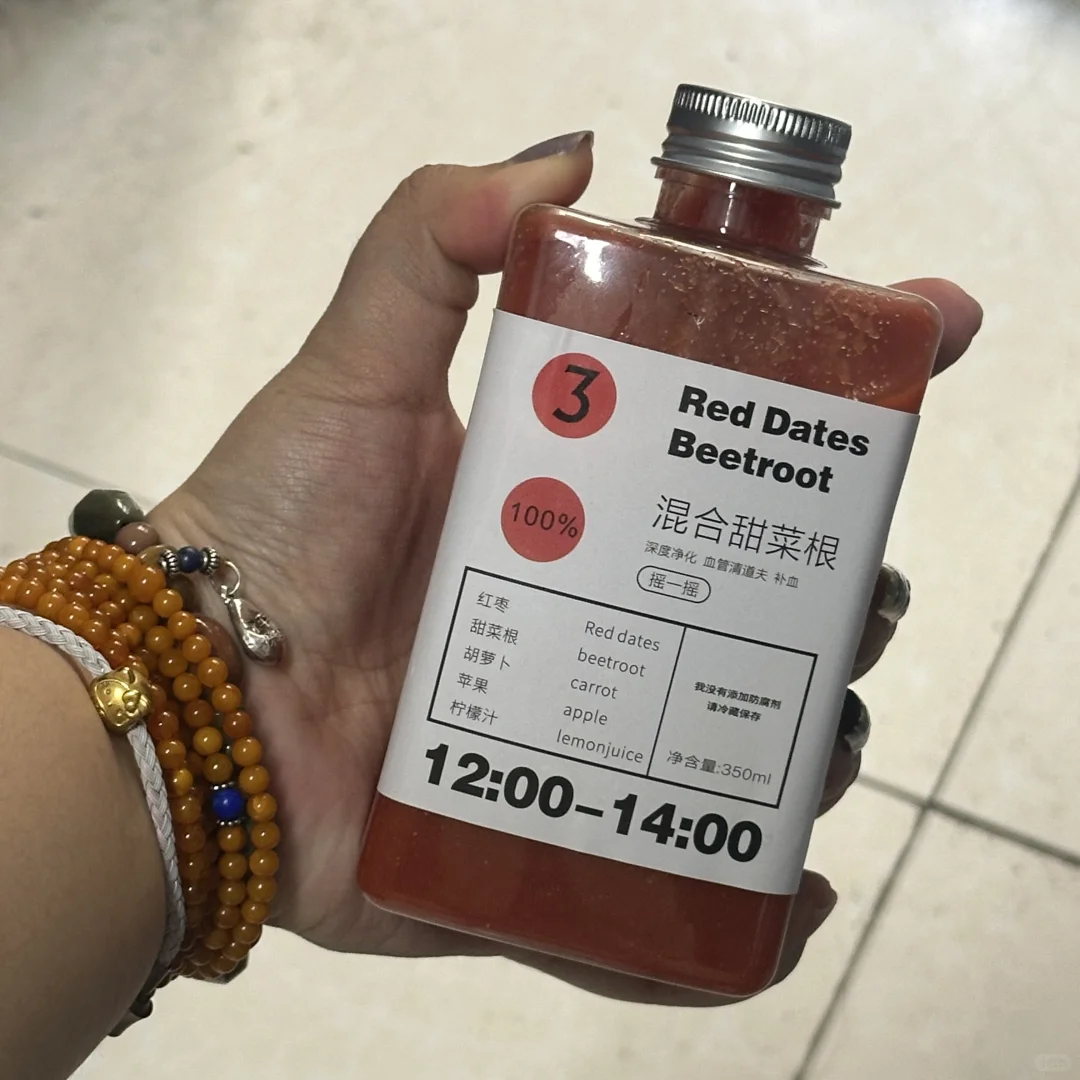 3
Red Dates
Beetroot
100%
混合甜菜根
深度净化 血管清道夫 补血
摇一摇
红枣 Red dates
甜菜根 beetroot
胡萝卜 carrot
苹果 apple
柠檬汁 lemonjuice
我没有添加防腐剂
请冷藏保存
净含量:350ml
12:00-14:00